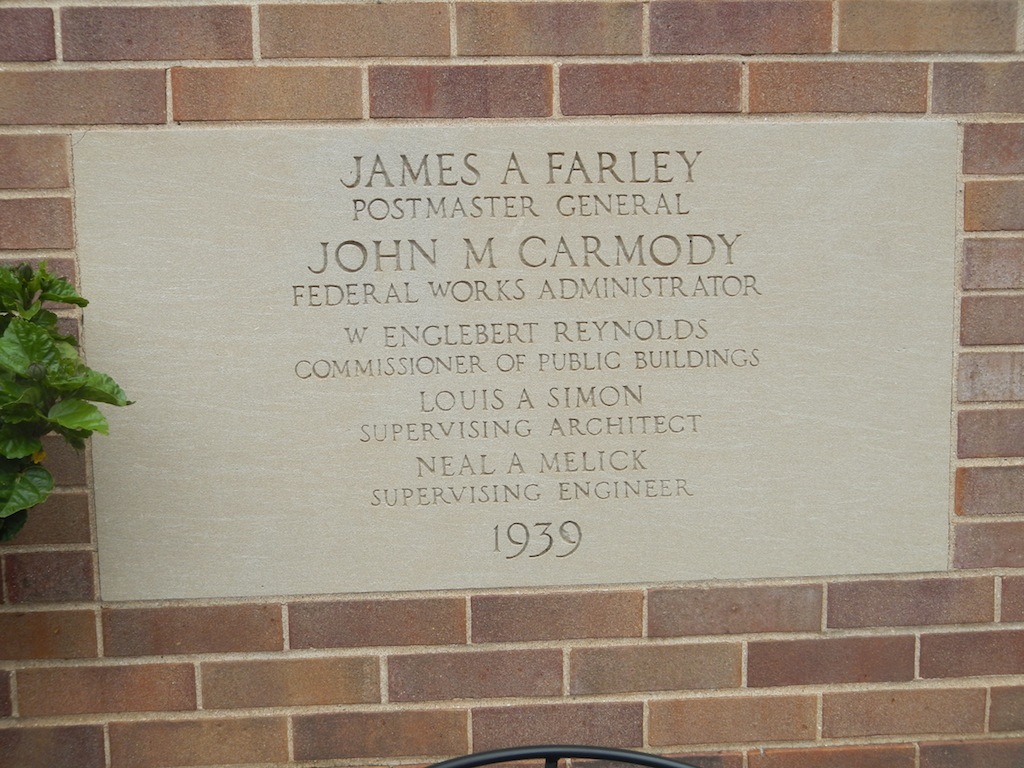 JAMES A FARLEY
POSTMASTER GENERAL
JOHN M CARMODY
FEDERAL WORKS ADMINISTRATOR
W ENGLEBERT REYNOLDS
COMMISSIONER OF PUBLIC BUILDINGS
LOUIS A SIMON
SUPERVISING ARCHITECT
NEAL A MELICK
SUPERVISING ENGINEER
1939